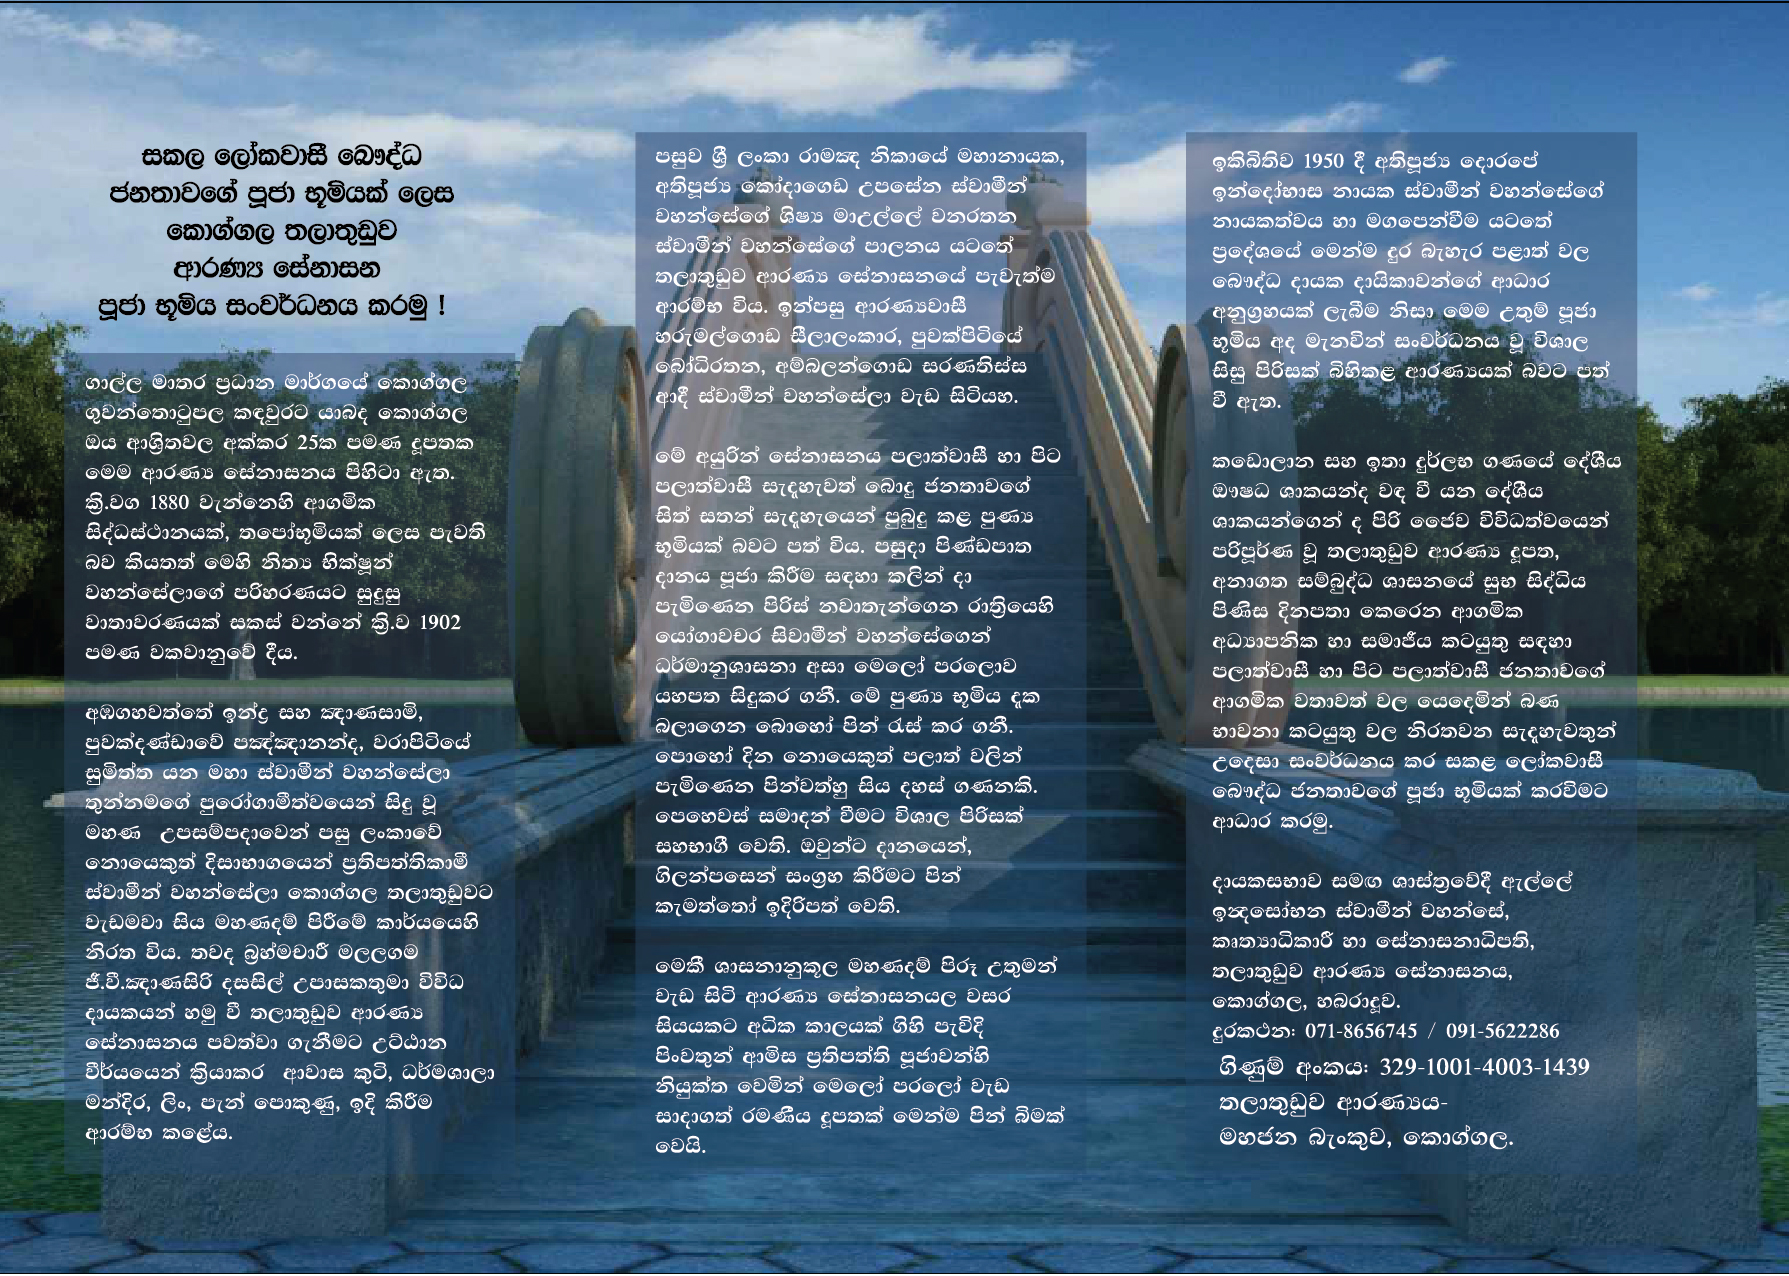 සකල ලෝකවාසී බෞද්ධ
ජනතාවගේ පූජා භූමියක් ලෙස
කොග්ගල තලාතුඩුව
ආරණ්‍ය සේනාසන
පූජා භූමිය සංවර්ධනය කරමු !
ගාල්ල මාතර ප්‍රධාන මාර්ගයේ කොග්ගල
ගුවන්තොටුපල කඳවුරට යාබද කොග්ගල
ඔය ආශ්‍රිතවල අක්කර 25ක පමණ දූපතක
මෙම ආරණ්‍ය සේනාසනය පිහිටා ඇත.
ක්‍රි.වග 1880 වැන්නෙහි ආගමික
සිද්ධස්ථානයක්, තපෝභූමියක් ලෙස පැවති
බව කියතත් මෙහි නිත්‍ය භික්ෂූන්
වහන්සේලාගේ පරිහරණයට සුදුසු
වාතාවරණයක් සකස් වන්නේ ක්‍රි.ව 1902
පමණ වකවානුවේ දීය.
අඹගහවත්තේ ඉන්ද්‍ර සහ ඤාණසාමි,
පුවක්දණ්ඩාවේ පඤ්ඤානන්ද, වරාපිටියේ
සුමිත්ත යන මහා ස්වාමීන් වහන්සේලා
තුන්නමගේ පුරෝගාමීත්වයෙන් සිදු වූ
මහණ උපසම්පදාවෙන් පසු ලංකාවේ
නොයෙකුත් දිසාභාගයෙන් ප්‍රතිපත්තිකාමී
ස්වාමීන් වහන්සේලා කොග්ගල තලාතුඩුවට
වැඩමවා සිය මහණදම් පිරීමේ කාර්යයෙහි
නිරත විය. තවද බ්‍රහ්මචාරී මලලගම
ජී.වී.ඤාණසිරි දසසිල් උපාසකතුමා විවිධ
දායකයන් හමු වී තලාතුඩුව ආරණ්‍ය
සේනාසනය පවත්වා ගැනීමට උට්ඨාන
වීර්යයෙන් ක්‍රියාකර ආවාස කුටි, ධර්මශාලා
මන්දිර, ලිං, පැන් පොකුණු, ඉදි කිරීම
ආරම්භ කළේය.
පසුව ශ්‍රී ලංකා රාමඤ නිකායේ මහානායක,
අතිපූජ්‍ය කෝදාගෙඩ උපසේන ස්වාමීන්
වහන්සේගේ ශිෂ්‍ය මාඋල්ලේ වනරතන
ස්වාමීන් වහන්සේගේ පාලනය යටතේ
තලාතුඩුව ආරණ්‍ය සේනාසනයේ පැවැත්ම
ආරම්භ විය. ඉන්පසු ආරණ්‍යවාසී
හරුමල්ගොඩ සීලාලංකාර, පුවක්පිටියේ
බෝධිරතන, අම්බලන්ගොඩ සරණතිස්ස
ආදී ස්වාමීන් වහන්සේලා වැඩ සිටියහ.
මේ අයුරින් සේනාසනය පලාත්වාසී හා පිට
පලාත්වාසී සැදැහැවත් බොදු ජනතාවගේ
සිත් සතන් සැදැහැයෙන් පුබුදු කළ පුණ්‍ය
භූමියක් බවට පත් විය. පසුදා පිණ්ඩපාත
දානය පූජා කිරීම සඳහා කලින් දා
පැමිණෙන පිරිස් නවාතැන්ගෙන රාත්‍රියෙහි
යෝගාවචර සිවාමීන් වහන්සේගෙන්
ධර්මානුශාසනා අසා මෙලෝ පරලොව
යහපත සිදුකර ගනී. මේ පුණ්‍ය භූමිය දැක
බලාගෙන බොහෝ පින් රැස් කර ගනී.
පොහෝ දින නොයෙකුත් පලාත් වලින්
පැමිණෙන පින්වත්හු සිය දහස් ගණනකි.
පෙහෙවස් සමාදන් වීමට විශාල පිරිසක්
සහභාගී වෙති. ඔවුන්ට දානයෙන්,
ගිලන්පසෙන් සංග්‍රහ කිරීමට පින්
කැමත්තෝ ඉදිරිපත් වෙති.
මෙකී ශාසනානුකූල මහණදම් පිරූ උතුමන්
වැඩ සිටි ආරණ්‍ය සේනාසනයල වසර
සියයකට අධික කාලයක් ගිහි පැවිදි
පිංවතුන් ආමිස ප්‍රතිපත්ති පූජාවන්හි
නියුක්ත වෙමින් මෙලෝ පරලෝ වැඩ
සාදාගත් රමණීය දූපතක් මෙන්ම පින් බිමක්
වෙයි.
ඉකිබිතිව 1950 දී අතිපූජ්‍ය දොරපේ
ඉන්දෝභාස නායක ස්වාමීන් වහන්සේගේ
නායකත්වය හා මගපෙන්වීම යටතේ
ප්‍රදේශයේ මෙන්ම දුර බැහැර පළාත් වල
බෞද්ධ දායක දායිකාවන්ගේ ආධාර
අනුග්‍රහයක් ලැබීම නිසා මෙම උතුම් පූජා
භූමිය අද මැනවින් සංවර්ධනය වූ විශාල
සිසු පිරිසක් බිහිකළ ආරණ්‍යයක් බවට පත්
වී ඇත.
කඩොලාන සහ ඉතා දුර්ලභ ගණයේ දේශීය
ඖෂධ ශාකයන්ද වඳ වී යන දේශීය
ශාකයන්ගෙන් ද පිරි ජෛව විවිධත්වයෙන්
පරිපූර්ණ වූ තලාතුඩුව ආරණ්‍ය දූපත,
අනාගත සම්බුද්ධ ශාසනයේ සුභ සිද්ධිය
පිණිස දිනපතා කෙරෙන ආගමික
අධ්‍යාපනික හා සමාජීය කටයුතු සඳහා
පලාත්වාසී හා පිට පලාත්වාසී ජනතාවගේ
ආගමික වතාවත් වල යෙදෙමින් බණ
භාවනා කටයුතු වල නිරතවන සැදැහැවතුන්
උදෙසා සංවර්ධනය කර සකළ ලෝකවාසී
බෞද්ධ ජනතාවගේ පූජා භූමියක් කරවීමට
ආධාර කරමු.
දායකසභාව සමඟ ශාස්ත්‍රවේදී ඇල්ලේ
ඉන්‍දසෝභන ස්වාමීන් වහන්සේ,
කෘත්‍යාධිකාරී හා සේනාසනාධිපති,
තලාතුඩුව ආරණ්‍ය සේනාසනය,
කොග්ගල, හබරාදූව.
දුරකථන: 071-8656745 / 091-5622286
ගිණුම් අංකය: 329-1001-4003-1439
තලාතුඩුව ආරණ්‍යය-
මහජන බැංකුව, කොග්ගල.